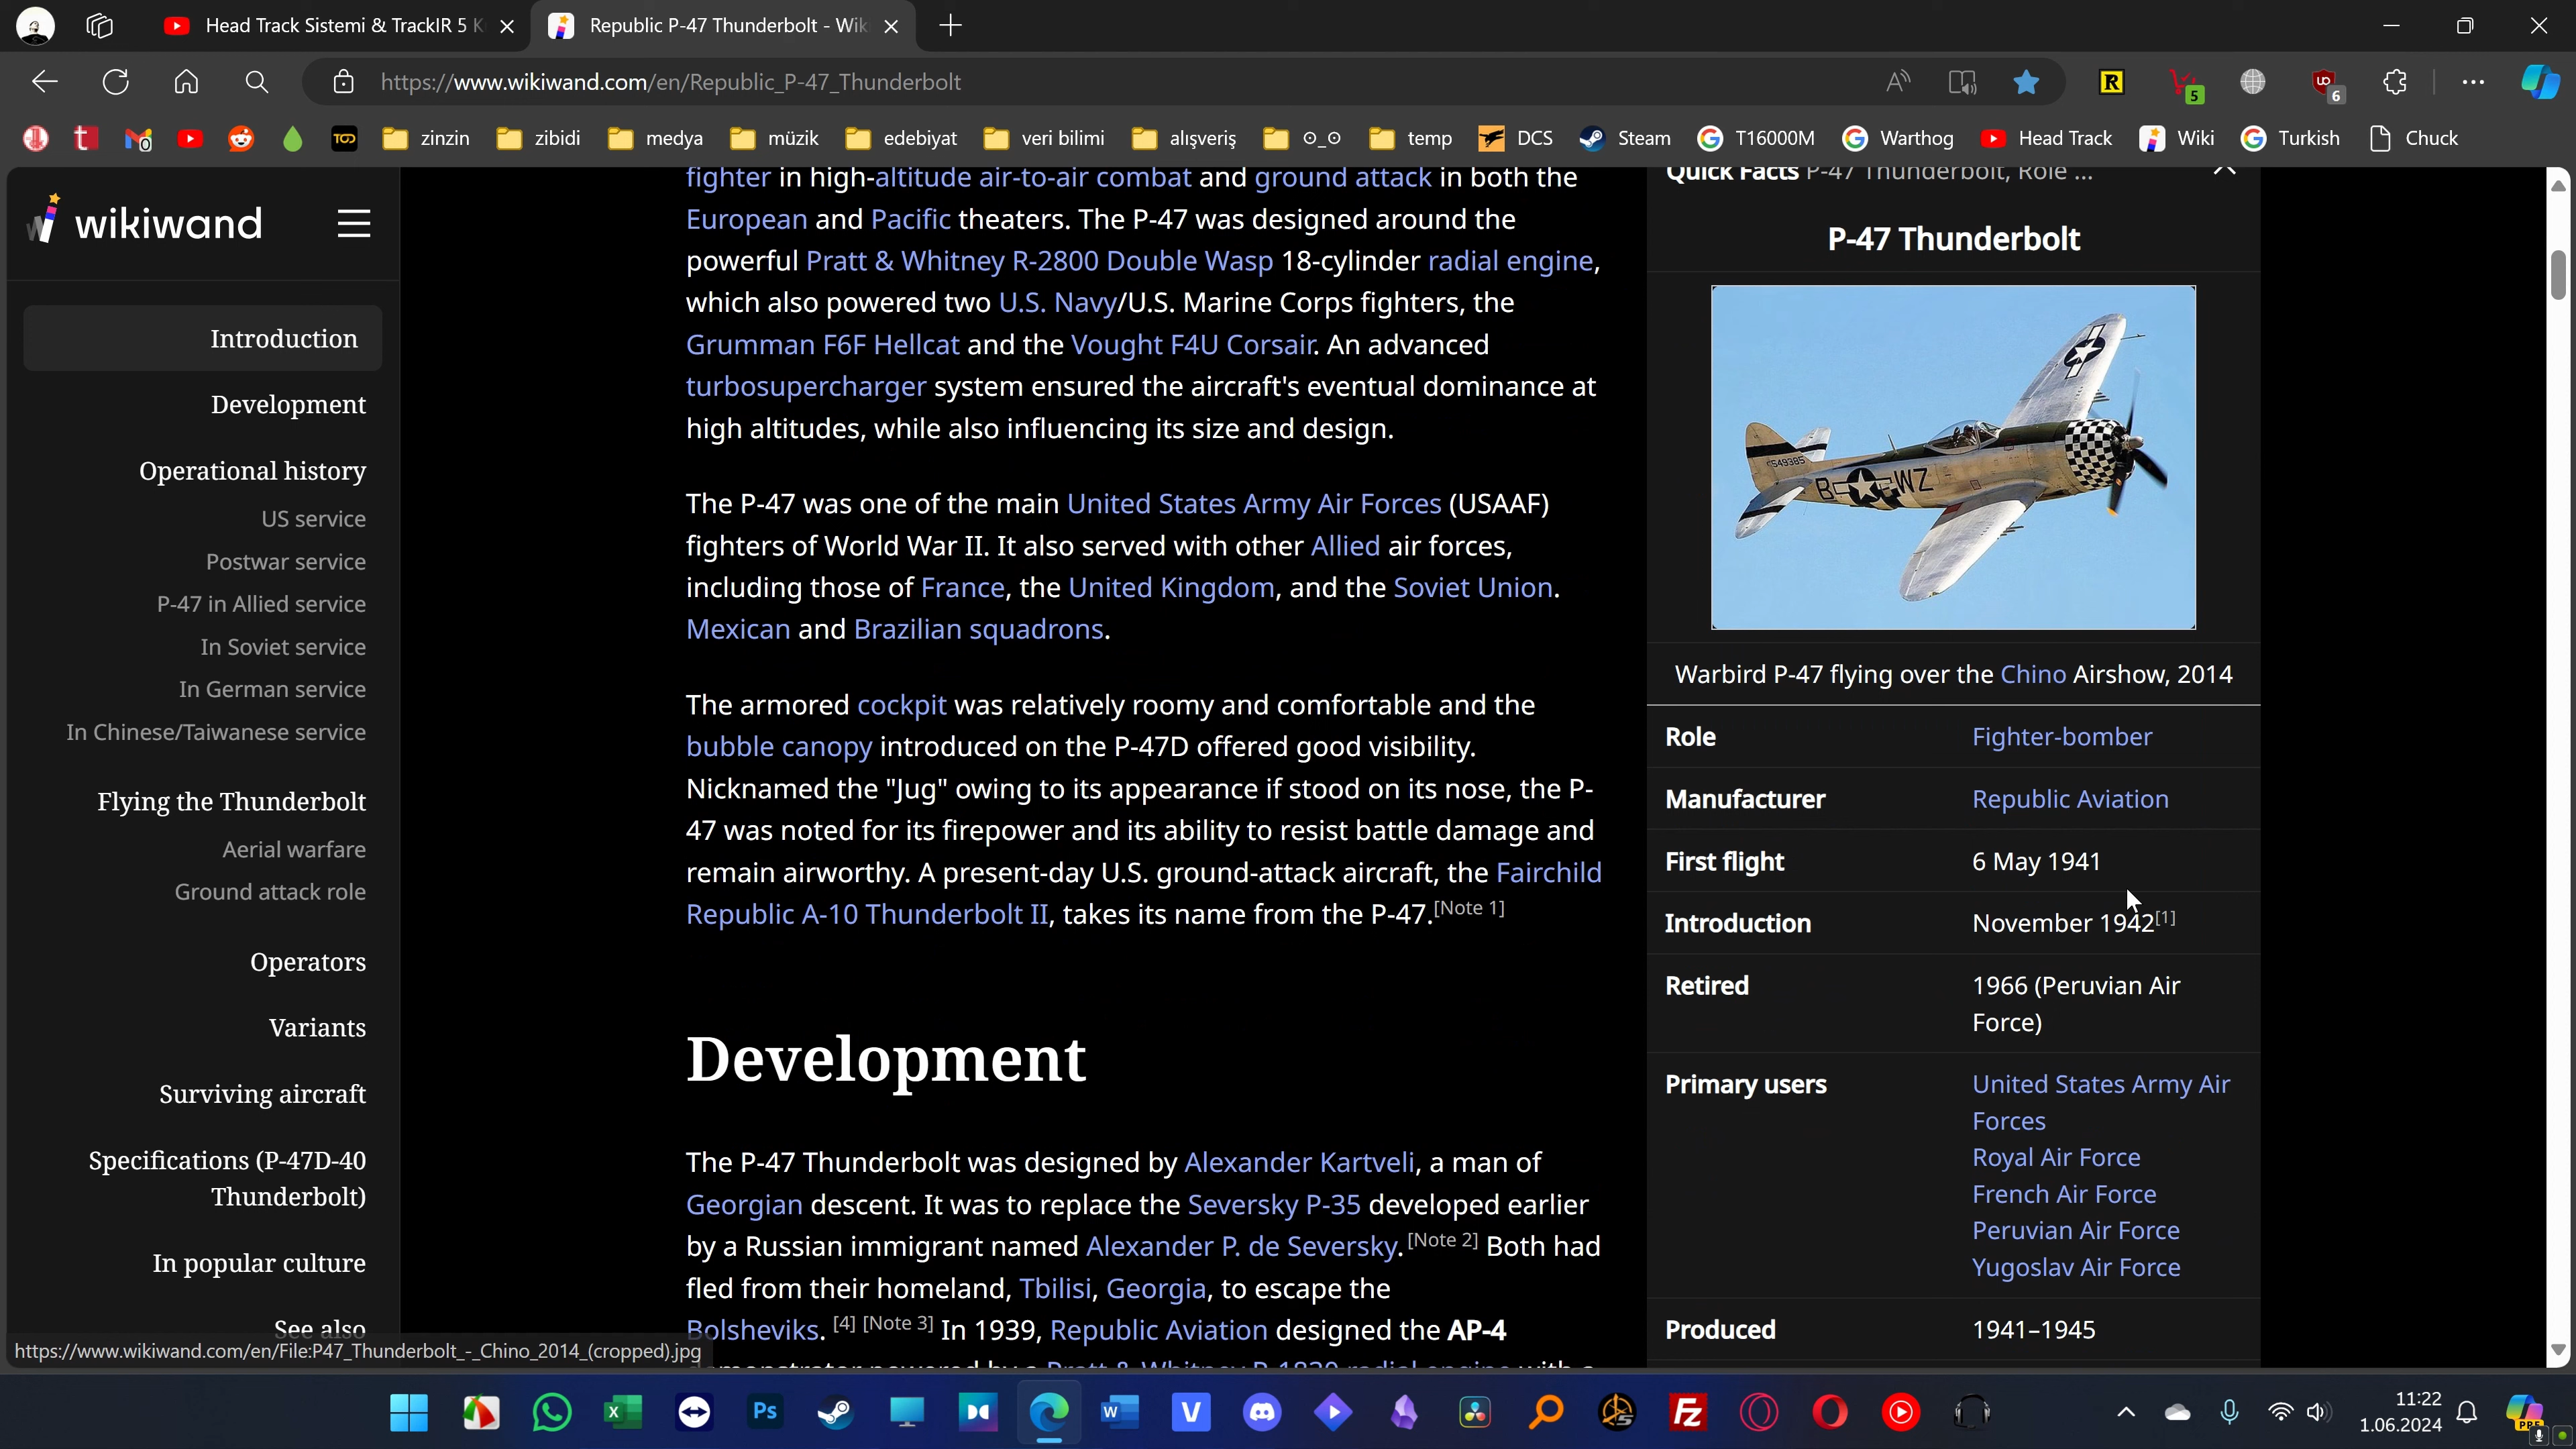 Head Track Sistemi & TrackIR 5 K
Republic P-47 Thunderbolt - Wik
https://www.wikiwand.com/en/Republic_P-47_Thunderbolt
5
6
0
TGD
zinzin
zibidi
medya
müzik
edebiyat
veri bilimi
alışveriş
ʘ_ʘ
temp
DCS
Steam
T16000M
Warthog
Head Track
Wiki
Turkish
Chuck
wikiwand
Introduction
Development
Operational history
US service
Postwar service
P-47 in Allied service
In Soviet service
In German service
In Chinese/Taiwanese service
Flying the Thunderbolt
Aerial warfare
Ground attack role
Operators
Variants
Surviving aircraft
Specifications (P-47D-40
Thunderbolt)
In popular culture
See also
fighter in high-altitude air-to-air combat and ground attack in both the
European and Pacific theaters. The P-47 was designed around the
powerful Pratt & Whitney R-2800 Double Wasp 18-cylinder radial engine,
which also powered two U.S. Navy/U.S. Marine Corps fighters, the
Grumman F6F Hellcat and the Vought F4U Corsair. An advanced
turbosupercharger system ensured the aircraft's eventual dominance at
high altitudes, while also influencing its size and design.
The P-47 was one of the main United States Army Air Forces (USAAF)
fighters of World War II. It also served with other Allied air forces,
including those of France, the United Kingdom, and the Soviet Union.
Mexican and Brazilian squadrons.
The armored cockpit was relatively roomy and comfortable and the
bubble canopy introduced on the P-47D offered good visibility.
Nicknamed the "Jug" owing to its appearance if stood on its nose, the P-
47 was noted for its firepower and its ability to resist battle damage and
remain airworthy. A present-day U.S. ground-attack aircraft, the Fairchild
Republic A-10 Thunderbolt II, takes its name from the P-47.[Note 1]
Development
The P-47 Thunderbolt was designed by Alexander Kartveli, a man of
Georgian descent. It was to replace the Seversky P-35 developed earlier
by a Russian immigrant named Alexander P. de Seversky.[Note 2] Both had
fled from their homeland, Tbilisi, Georgia, to escape the
Bolsheviks. [4] [Note 3] In 1939, Republic Aviation designed the AP-4
demonstrator powered by a Pratt & Whitney R-1830 radial engine with a
Quick Facts P-47 Thunderbolt, Role ...
P-47 Thunderbolt
549385
B WZ
Warbird P-47 flying over the Chino Airshow, 2014
Role Fighter-bomber
Manufacturer Republic Aviation
First flight 6 May 1941
Introduction November 1942[1]
Retired 1966 (Peruvian Air
Force)
Primary users United States Army Air
Forces
Royal Air Force
French Air Force
Peruvian Air Force
Yugoslav Air Force
Produced 1941–1945
https://www.wikiwand.com/en/File:P47_Thunderbolt_-_Chino_2014_(cropped).jpg
Ps
11:22
1.06.2024
PRE